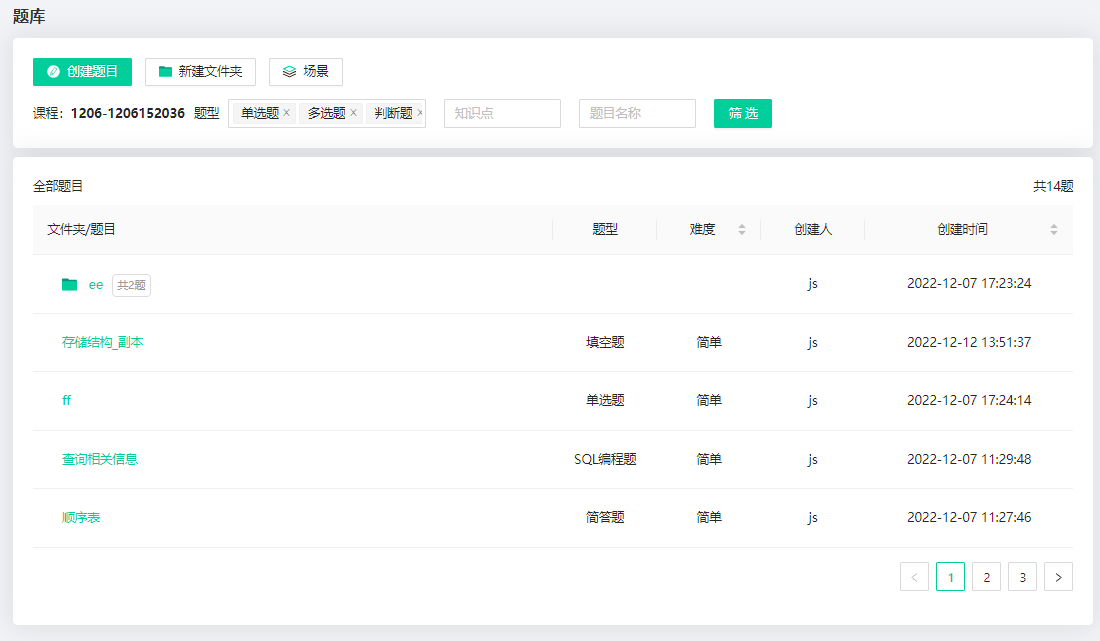 题库
创建题目 新建文件夹 场景
课程：1206-1206152036 题型 单选题 × 多选题 × 判断题 × 知识点 题目名称 筛 选
全部题目 共14题
文件夹/题目 题型 难度 创建人 创建时间
ee 共2题 js 2022-12-07 17:23:24
存储结构_副本 填空题 简单 js 2022-12-12 13:51:37
ff 单选题 简单 js 2022-12-07 17:24:14
查询相关信息 SQL编程题 简单 js 2022-12-07 11:29:48
顺序表 简答题 简单 js 2022-12-07 11:27:46
< 1 2 3 >